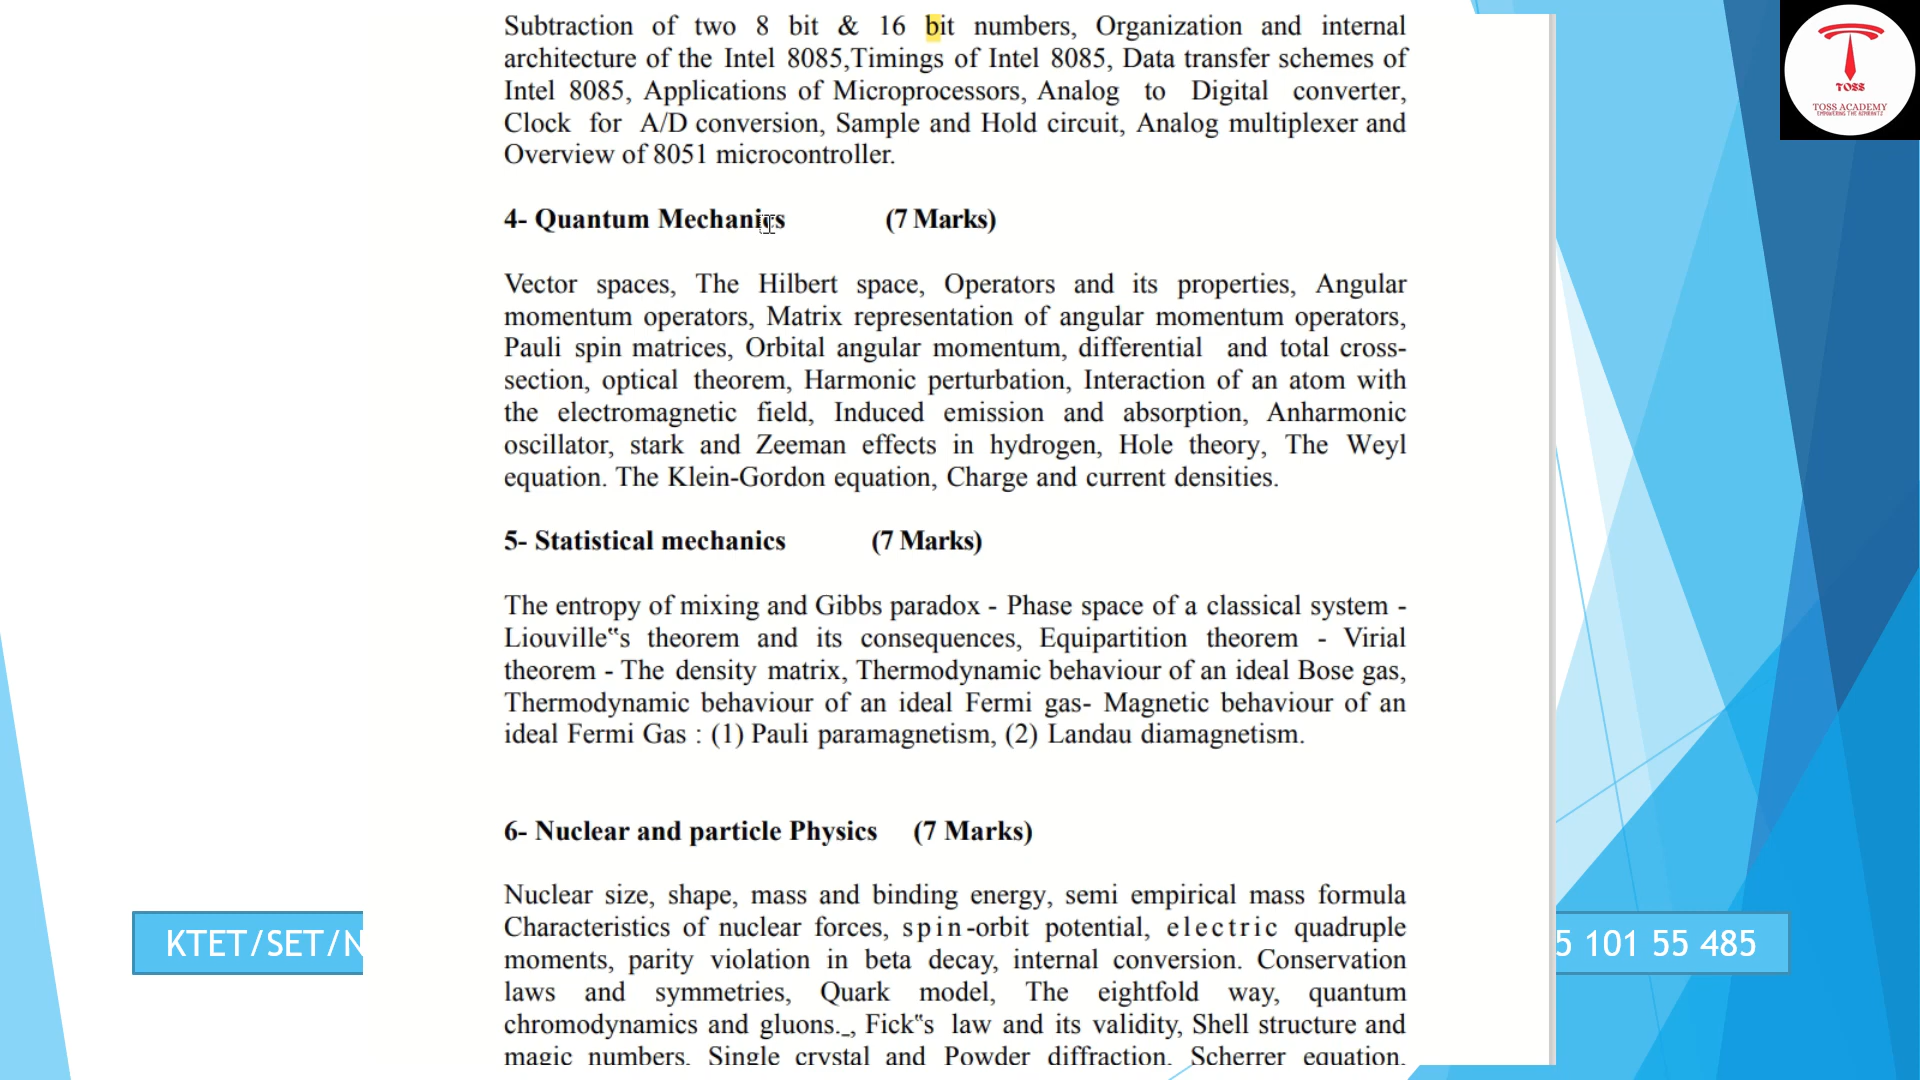 Subtraction of two 8 bit & 16 bit numbers, Organization and internal
architecture of the Intel 8085,Timings of Intel 8085, Data transfer schemes of
Intel 8085, Applications of Microprocessors, Analog to Digital converter,
Clock for A/D conversion, Sample and Hold circuit, Analog multiplexer and
Overview of 8051 microcontroller.
4- Quantum Mechanics (7 Marks)
Vector spaces, The Hilbert space, Operators and its properties, Angular
momentum operators, Matrix representation of angular momentum operators,
Pauli spin matrices, Orbital angular momentum, differential and total cross-
section, optical theorem, Harmonic perturbation, Interaction of an atom with
the electromagnetic field, Induced emission and absorption, Anharmonic
oscillator, stark and Zeeman effects in hydrogen, Hole theory, The Weyl
equation. The Klein-Gordon equation, Charge and current densities.
5- Statistical mechanics (7 Marks)
The entropy of mixing and Gibbs paradox - Phase space of a classical system -
Liouville‟s theorem and its consequences, Equipartition theorem - Virial
theorem - The density matrix, Thermodynamic behaviour of an ideal Bose gas,
Thermodynamic behaviour of an ideal Fermi gas- Magnetic behaviour of an
ideal Fermi Gas : (1) Pauli paramagnetism, (2) Landau diamagnetism.
6- Nuclear and particle Physics (7 Marks)
Nuclear size, shape, mass and binding energy, semi empirical mass formula
Characteristics of nuclear forces, spin-orbit potential, electric quadruple
moments, parity violation in beta decay, internal conversion. Conservation
laws and symmetries, Quark model, The eightfold way, quantum
chromodynamics and gluons._, Fick‟s law and its validity, Shell structure and
magic numbers. Single crystal and Powder diffraction. Scherrer equation.
KTET/SET/N
5 101 55 485
TOSS
TOSS ACADEMY
EMPOWERING THE ASPIRANTS